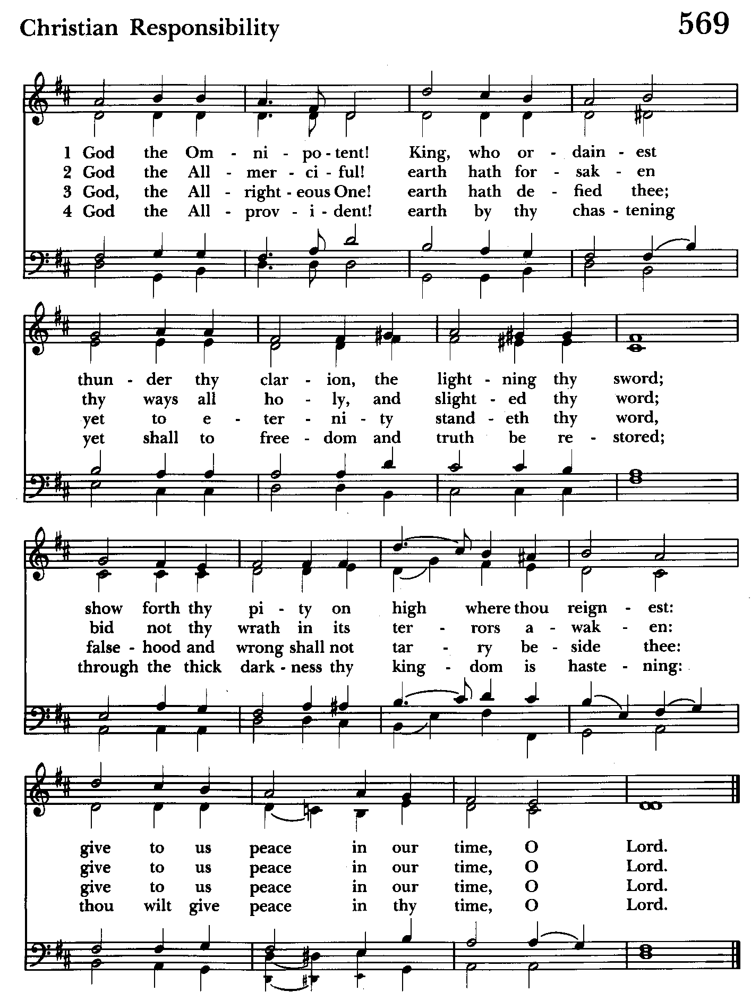 Christian Responsibility 569
1 God the Om - ni - po - tent! King, who or - dain - est
2 God the All - mer - ci - ful! earth hath for - sak - en
3 God, the All - right - eous One! earth hath de - fied thee;
4 God the All - prov - i - dent! earth by thy chas - tening
thun - der thy clar - ion, the light - ning thy sword;
thy ways all ho - ly, and slight - ed thy word;
yet to e - ter - ni - ty stand - eth thy word,
yet shall to free - dom and truth be re - stored;
show forth thy pi - ty on high where thou reign - est:
bid not thy wrath in its ter - rors a - wak - en:
false - hood and wrong shall not tar - ry be - side thee:
through the thick dark - ness thy king - dom is haste - ning:
give to us peace in our time, O Lord.
give to us peace in our time, O Lord.
give to us peace in our time, O Lord.
thou wilt give peace in thy time, O Lord.